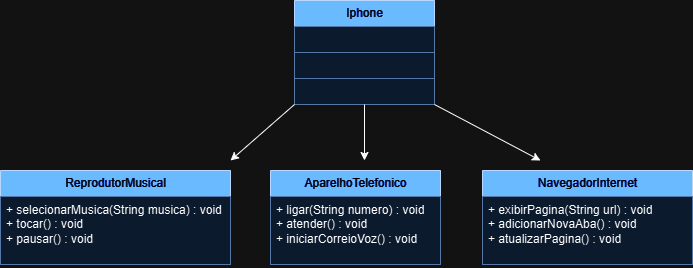 Iphone
ReprodutorMusical
+ selecionarMusica(String musica) : void
+ tocar() : void
+ pausar() : void
AparelhoTelefonico
+ ligar(String numero) : void
+ atender() : void
+ iniciarCorreioVoz() : void
NavegadorInternet
+ exibirPagina(String url) : void
+ adicionarNovaAba() : void
+ atualizarPagina() : void